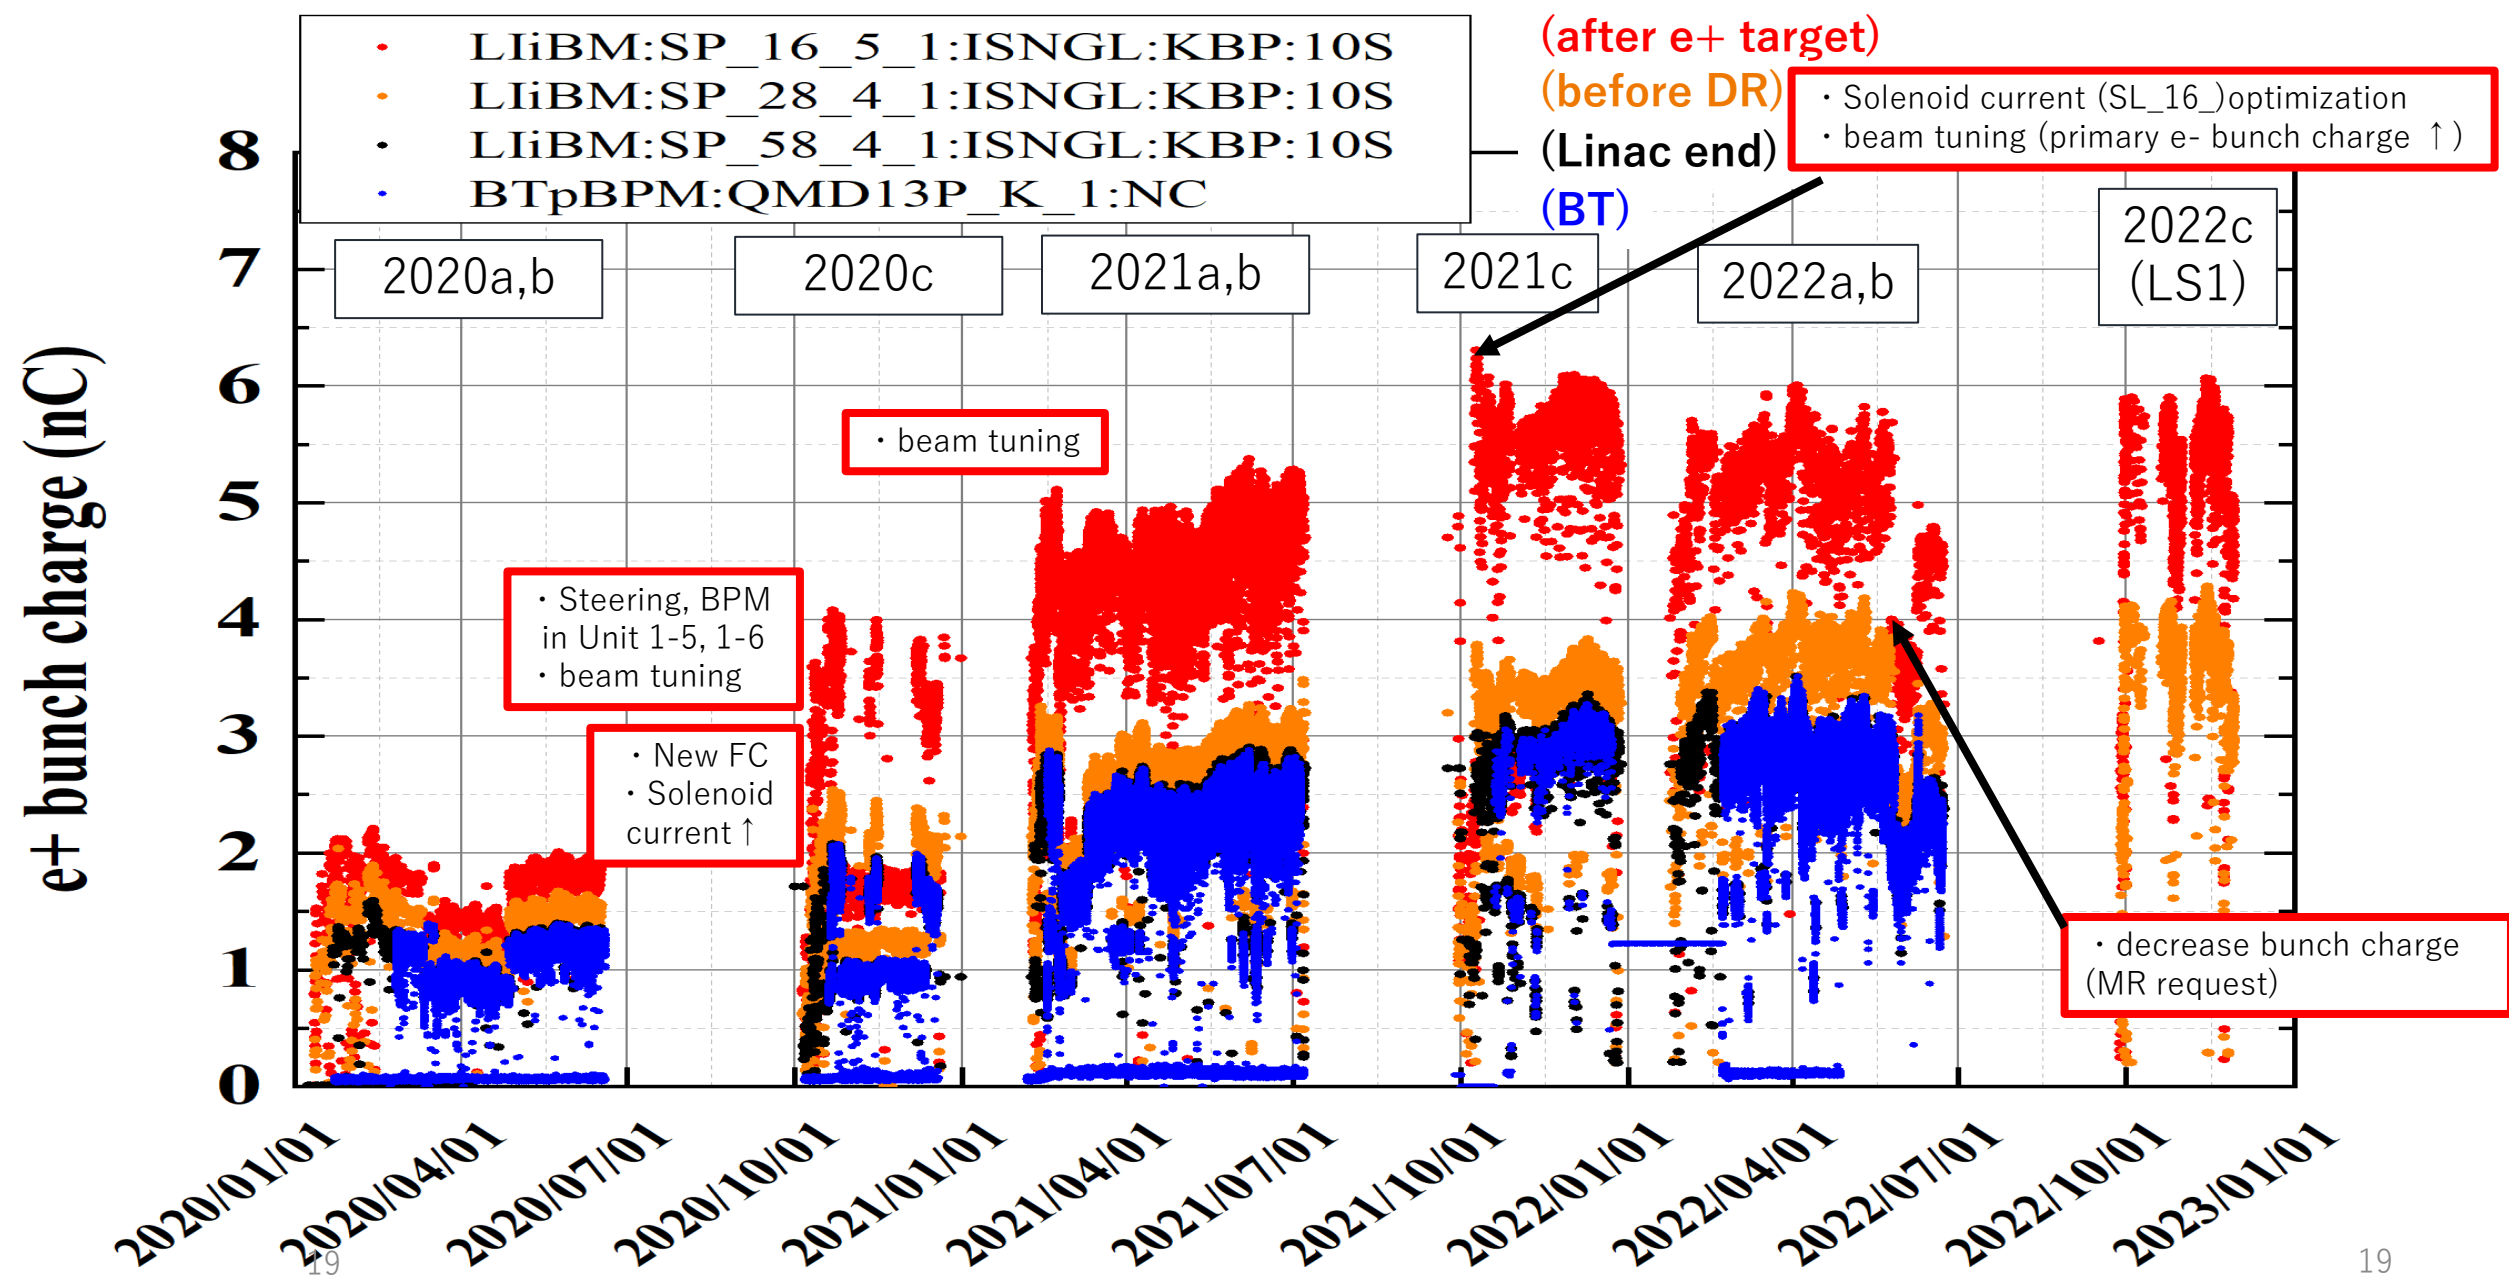 LIiBM:SP_16_5_1:ISNGL:KBP:10S
LIiBM:SP_28_4_1:ISNGL:KBP:10S
LIiBM:SP_58_4_1:ISNGL:KBP:10S
BTpBPM:QMD13P_K_1:NC
(after e+ target)
(before DR)
(Linac end)
(BT)
・Solenoid current (SL_16_)optimization
・beam tuning (primary e- bunch charge ↑)
2020a,b
2020c
2021a,b
2021c
2022a,b
2022c
(LS1)
・beam tuning
・Steering, BPM
in Unit 1-5, 1-6
・beam tuning
・New FC
・Solenoid
current↑
・decrease bunch charge
(MR request)
e+ bunch charge (nC)
8
7
6
5
4
3
2
1
0
2020/01/01
2020/04/01
2020/07/01
2020/10/01
2021/01/01
2021/04/01
2021/07/01
2021/10/01
2022/01/01
2022/04/01
2022/07/01
2022/10/01
2023/01/01
19
19